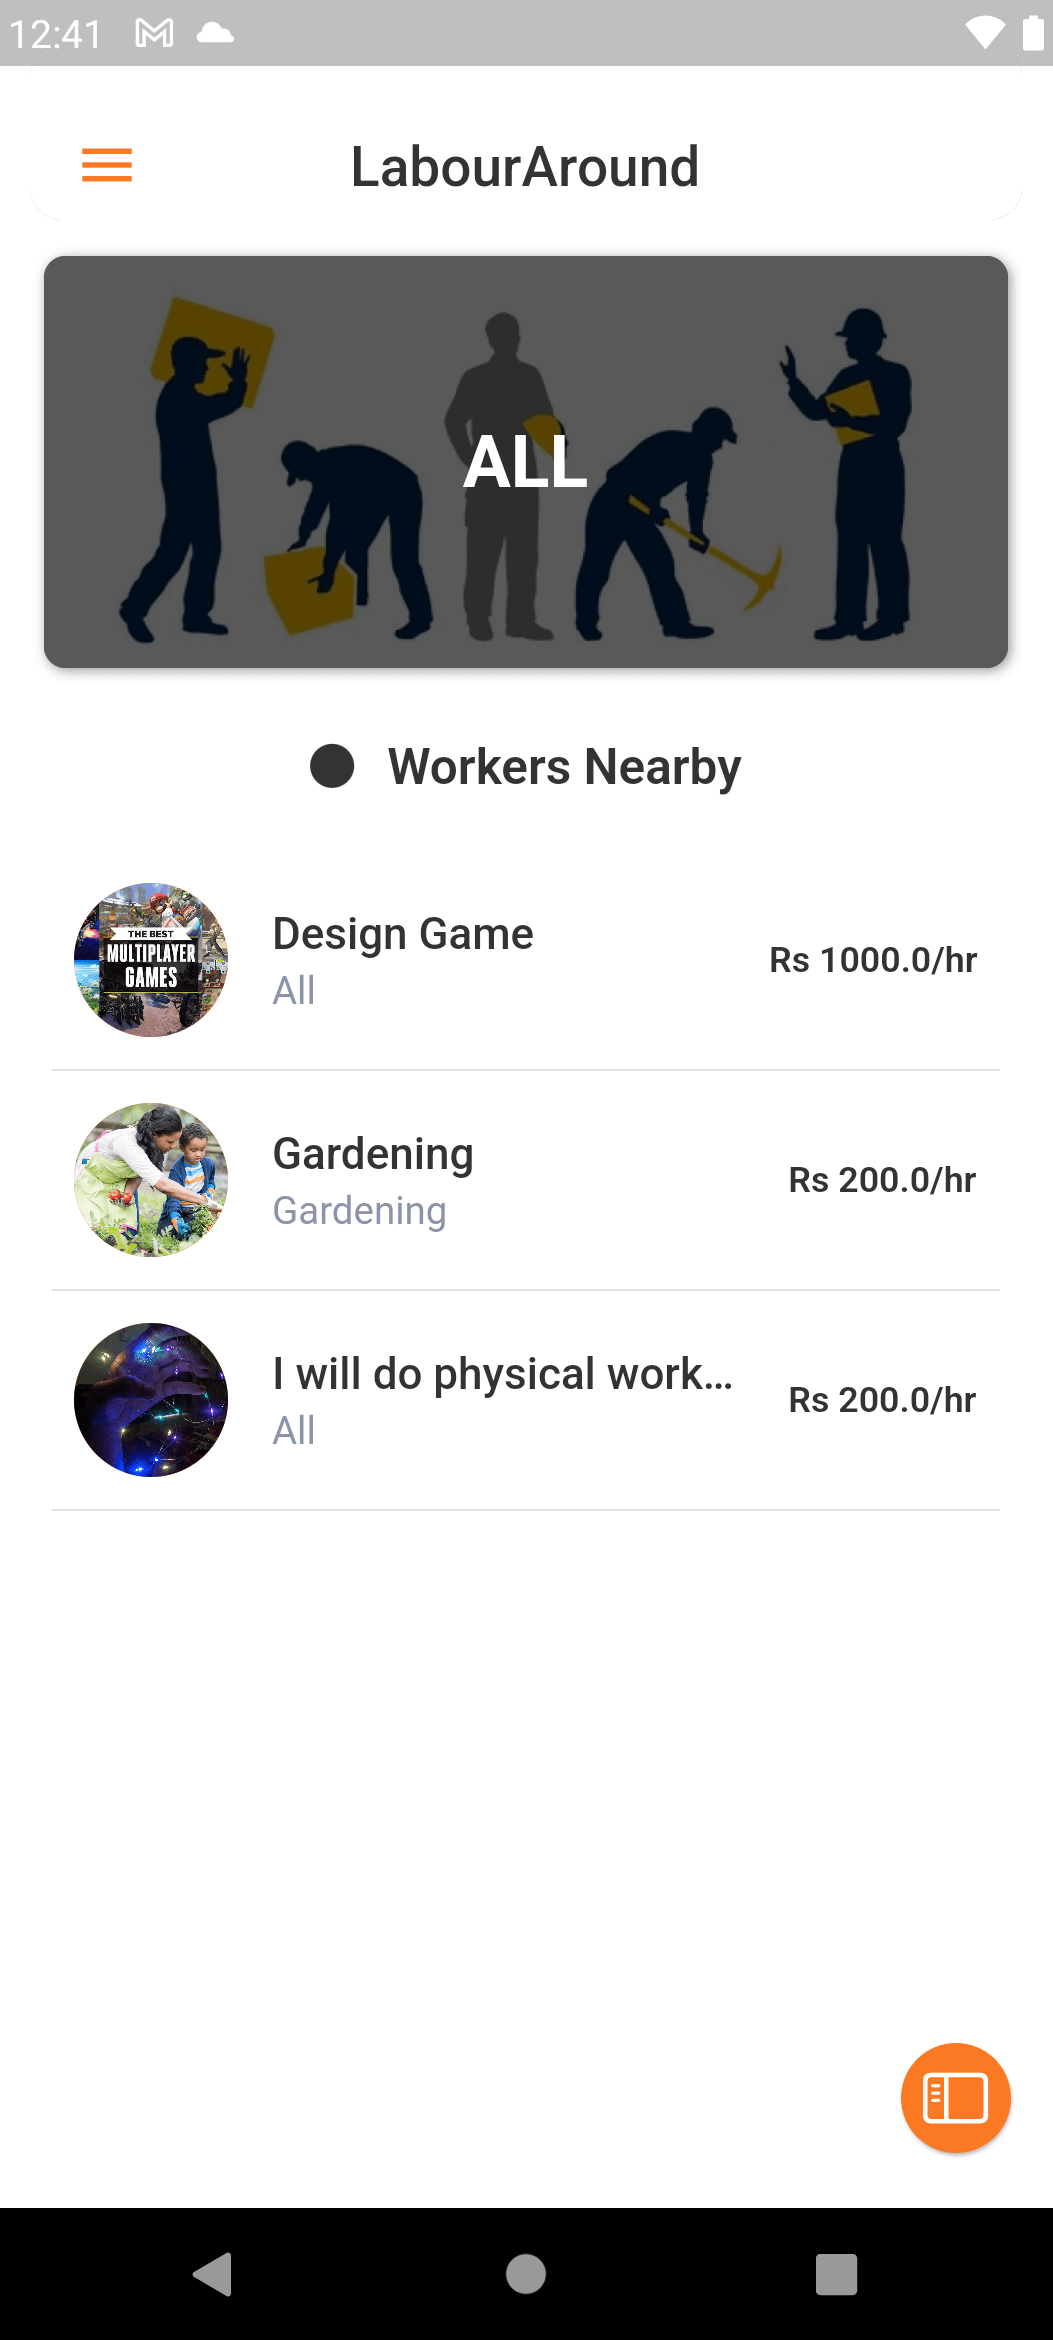 12:41
LabourAround
ALL
Workers Nearby
THE BEST
MULTIPLAYER
GAMES
Design Game
All
Rs 1000.0/hr
Gardening
Gardening
Rs 200.0/hr
I will do physical work...
All
Rs 200.0/hr